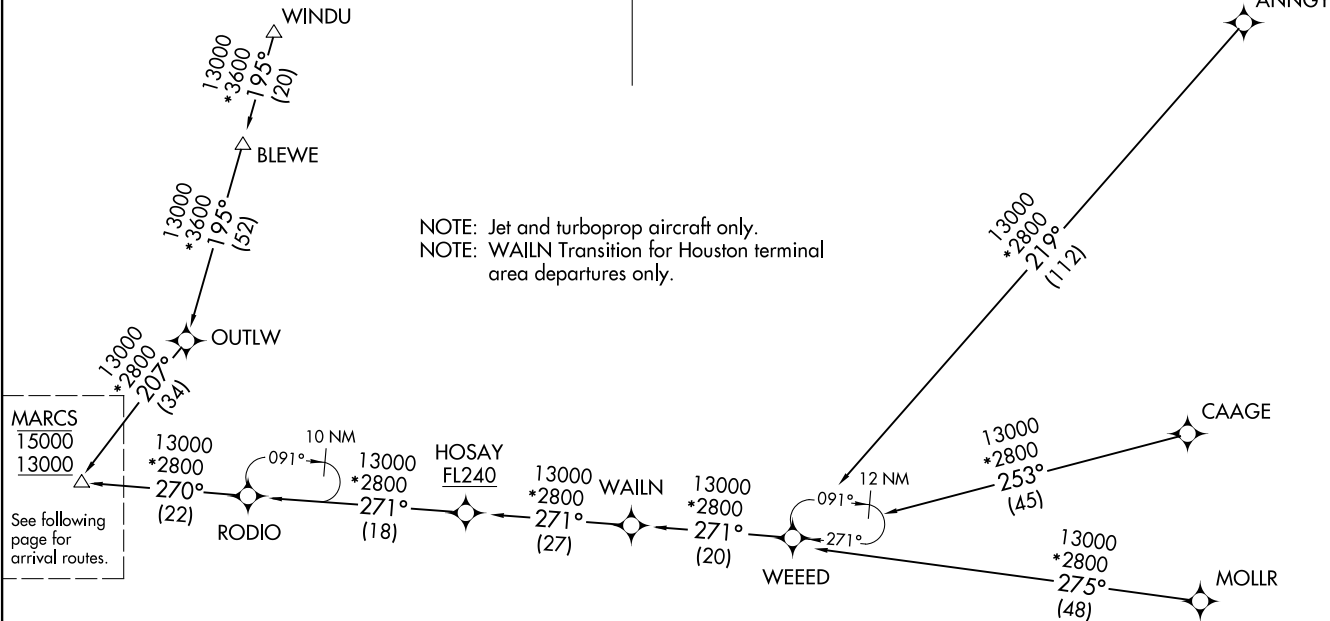 WINDU
13000
*3600
195°
(20)
BLEWE
13000
*3600
195°
(52)
OUTLW
13000
*2800
207°
(34)
NOTE: Jet and turboprop aircraft only.
NOTE: WAILN Transition for Houston terminal
area departures only.
13000
*2800
219°
(112)
MARCS
15000
13000
See following
page for
arrival routes.
13000
*2800
270°
(22)
RODIO
091°
10 NM
13000
*2800
271°
(18)
HOSAY
FL240
13000
*2800
271°
(27)
WAILN
13000
*2800
271°
(20)
WEEED
091°
12 NM
271°
CAAGE
13000
*2800
253°
(45)
13000
*2800
275°
(48)
MOLLR